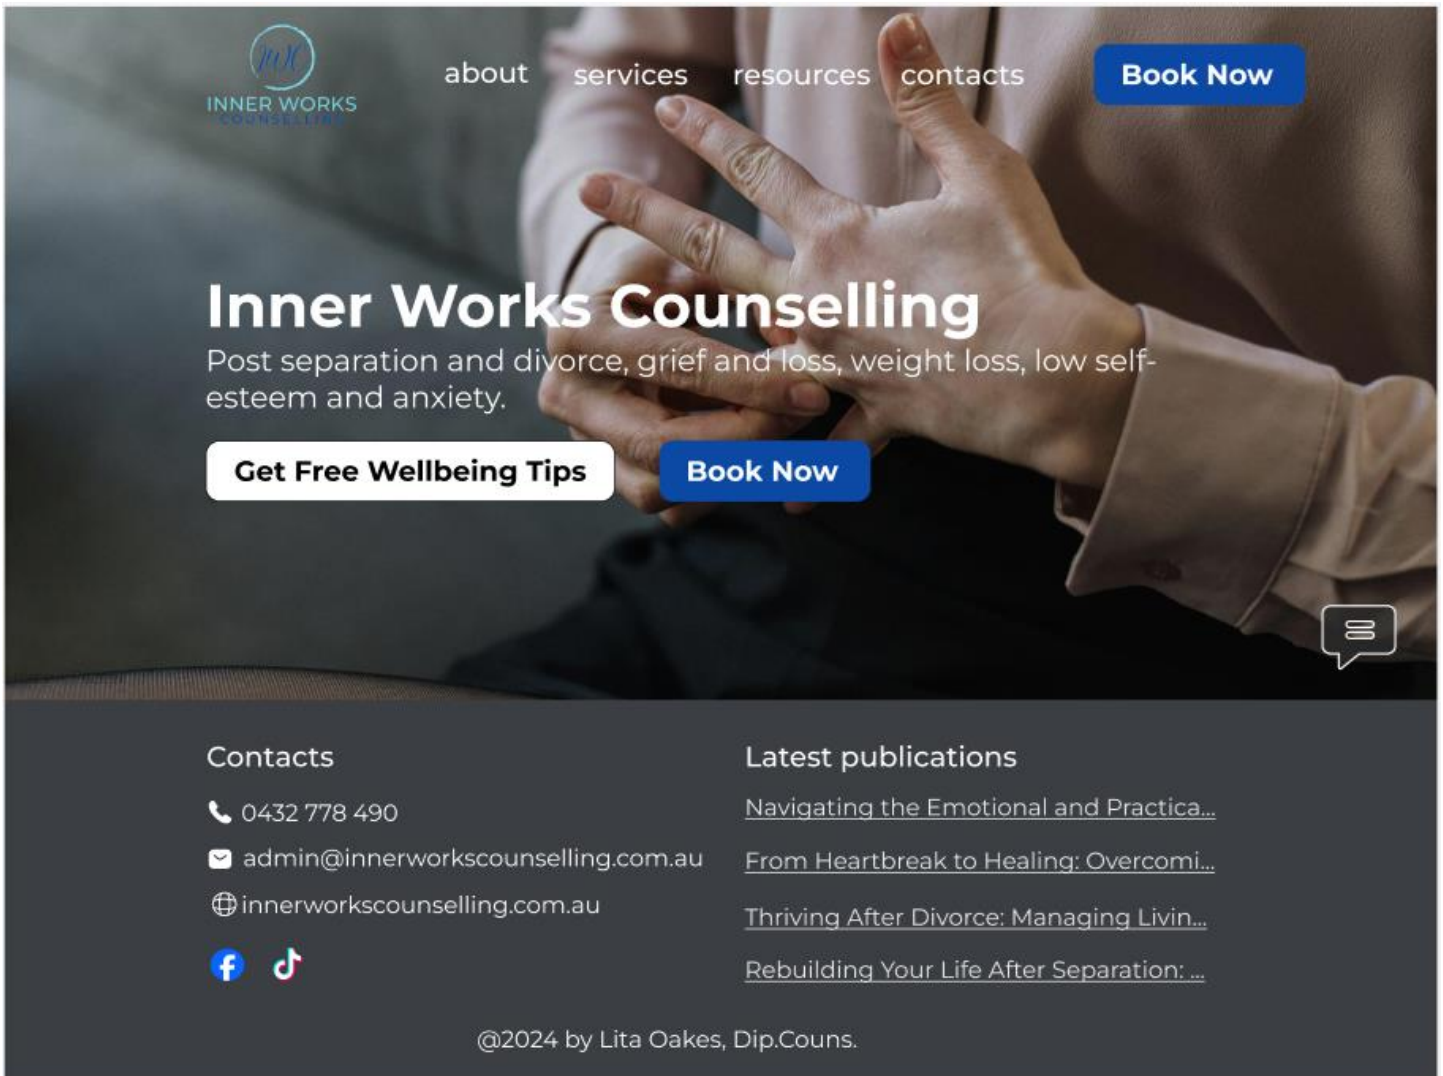 IWC
INNER WORKS
COUNSELLING
about services resources contacts Book Now
Inner Works Counselling
Post separation and divorce, grief and loss, weight loss, low self-
esteem and anxiety.
Get Free Wellbeing Tips Book Now
Contacts
0432 778 490
admin@innerworkscounselling.com.au
innerworkscounselling.com.au
Latest publications
Navigating the Emotional and Practica...
From Heartbreak to Healing: Overcomi...
Thriving After Divorce: Managing Livin...
Rebuilding Your Life After Separation: ...
@2024 by Lita Oakes, Dip.Couns.